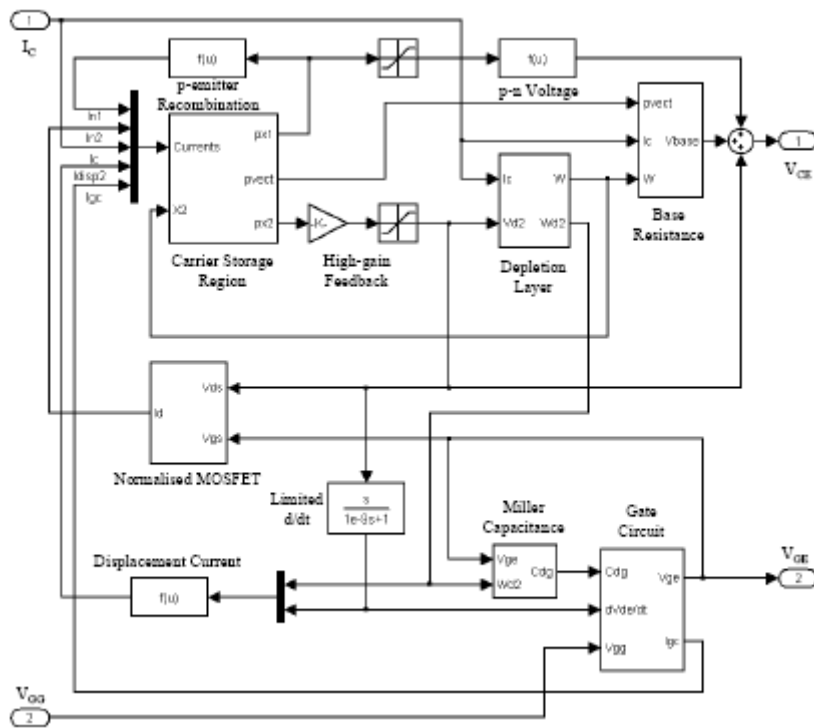 1
I_C
f(u)
p-emitter
Recombination
f(u)
p-n Voltage
In1
In2
Ic
Idisp2
Igc
Currents
X2
px1
pvect
px2
Carrier Storage
Region
-K-
High-gain
Feedback
Ic
Vd2
W
Wd2
Depletion
Layer
pvect
Ic
W
Vbase
Base
Resistance
1
V_CE
Id
Vds
Vgs
Normalised MOSFET
Limited
d/dt
s
1e-9s+1
Miller
Capacitance
Vge
Wd2
Cdg
Gate
Circuit
Cdg
dVde/dt
Vgg
Vge
Igc
V_GE
2
Displacement Current
f(u)
V_GG
2